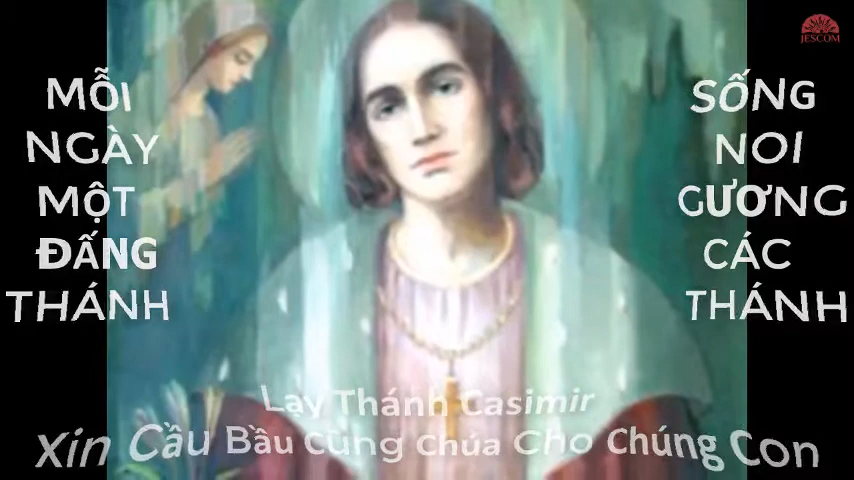 JESCOM
MỖI
NGÀY
MỘT
ĐẤNG
THÁNH
SỐNG
NOI
GƯƠNG
CÁC
THÁNH
Lạy Thánh Casimir
Xin Cầu Bầu Cùng Chúa Cho Chúng Con